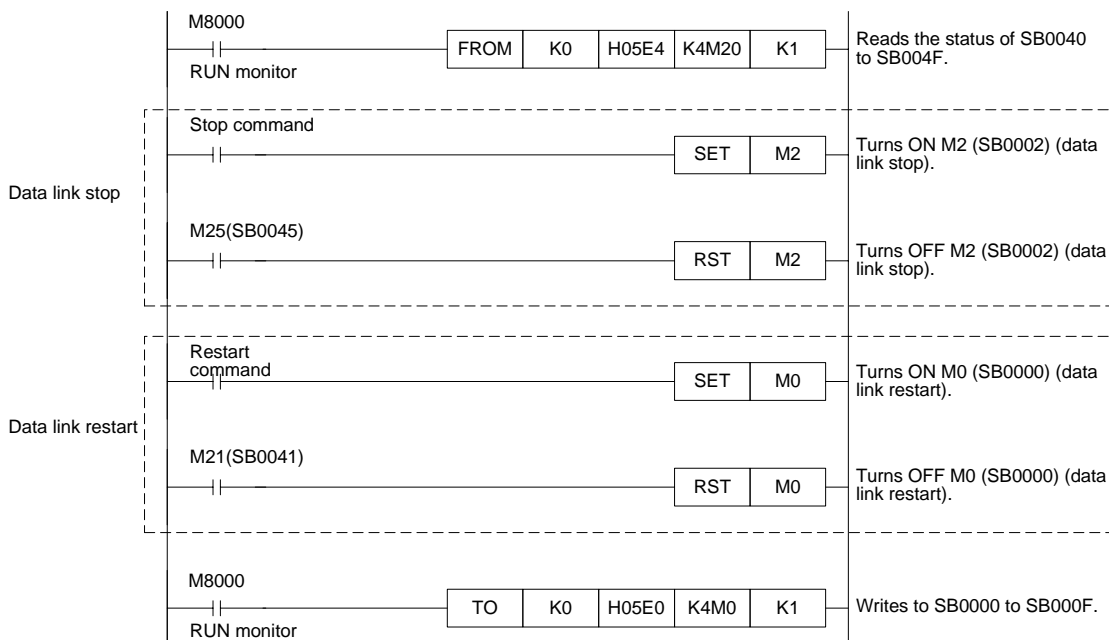 M8000
FROM K0 H05E4 K4M20 K1
Reads the status of SB0040
to SB004F.
RUN monitor
Stop command
SET M2
Turns ON M2 (SB0002) (data
link stop).
Data link stop
M25(SB0045)
RST M2
Turns OFF M2 (SB0002) (data
link stop).
Restart
command
SET M0
Turns ON M0 (SB0000) (data
link restart).
Data link restart
M21(SB0041)
RST M0
Turns OFF M0 (SB0000) (data
link restart).
M8000
TO K0 H05E0 K4M0 K1
Writes to SB0000 to SB000F.
RUN monitor